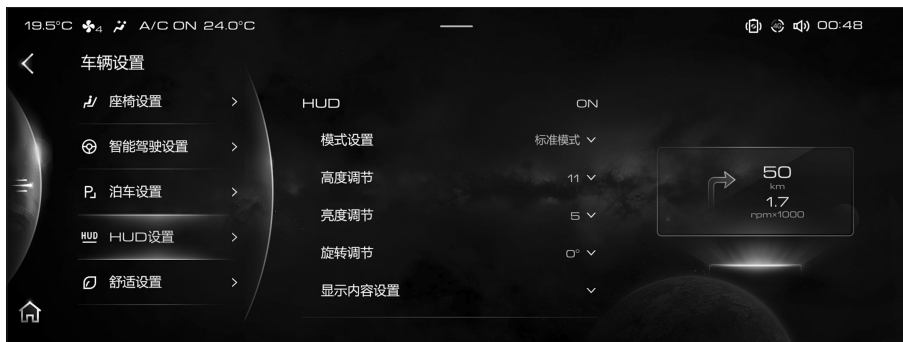 19.5°C 4 A/C ON 24.0°C 00:48
车辆设置
座椅设置
智能驾驶设置
P 泊车设置
HUD HUD设置
舒适设置
HUD ON
模式设置 标准模式
高度调节 11
亮度调节 5
旋转调节 0°
显示内容设置
50
km
1.7
rpm×1000